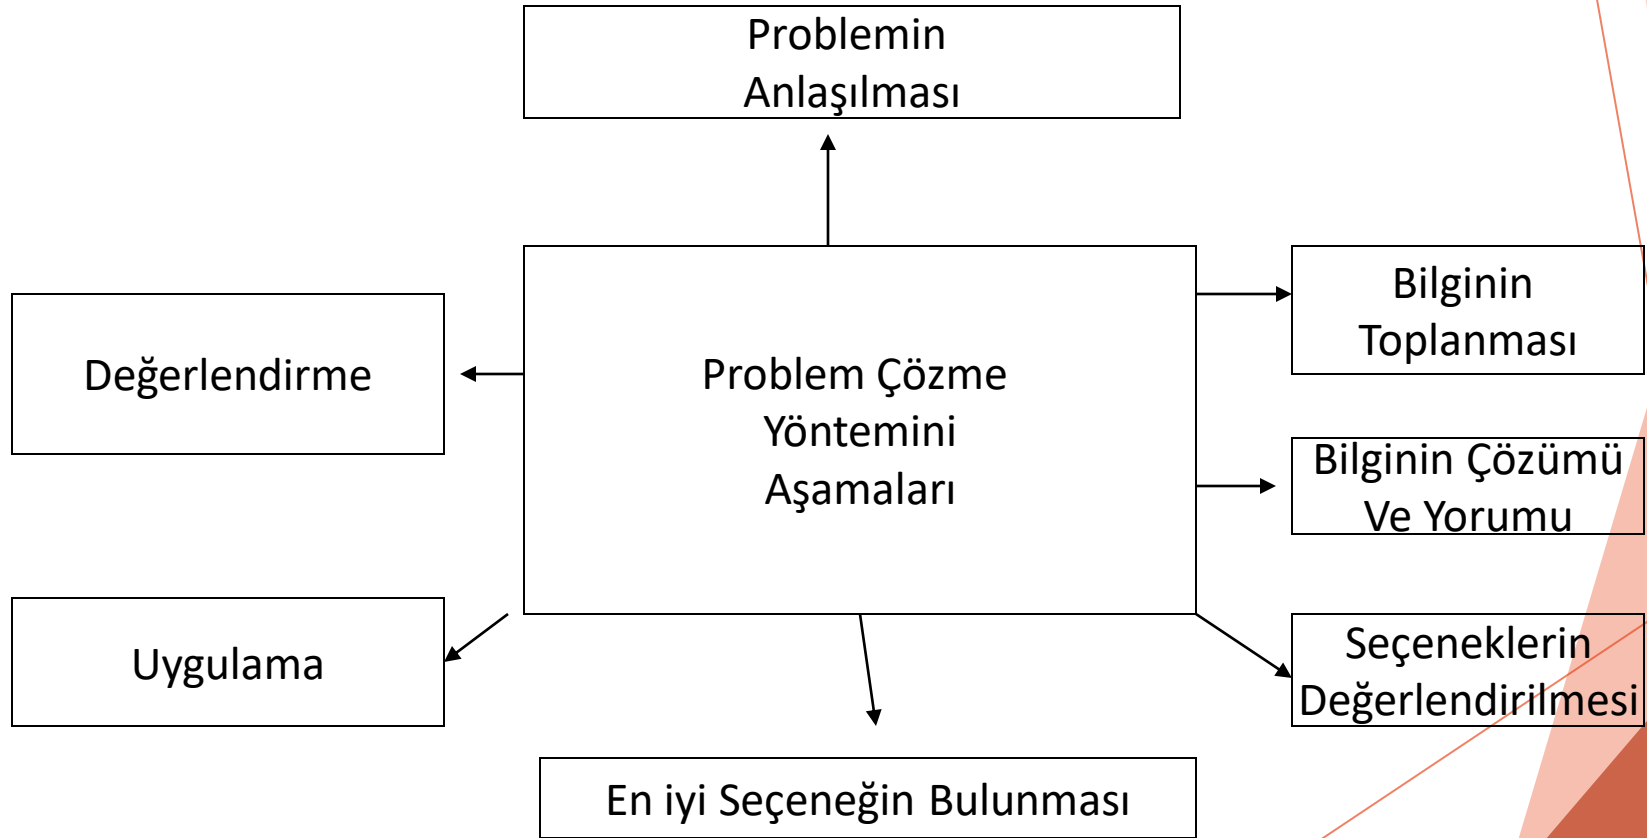 Problemin
Anlaşılması
Bilginin
Toplanması
Değerlendirme
Problem Çözme
Yöntemini
Aşamaları
Bilginin Çözümü
Ve Yorumu
Uygulama
Seçeneklerin
Değerlendirilmesi
En iyi Seçeneğin Bulunması